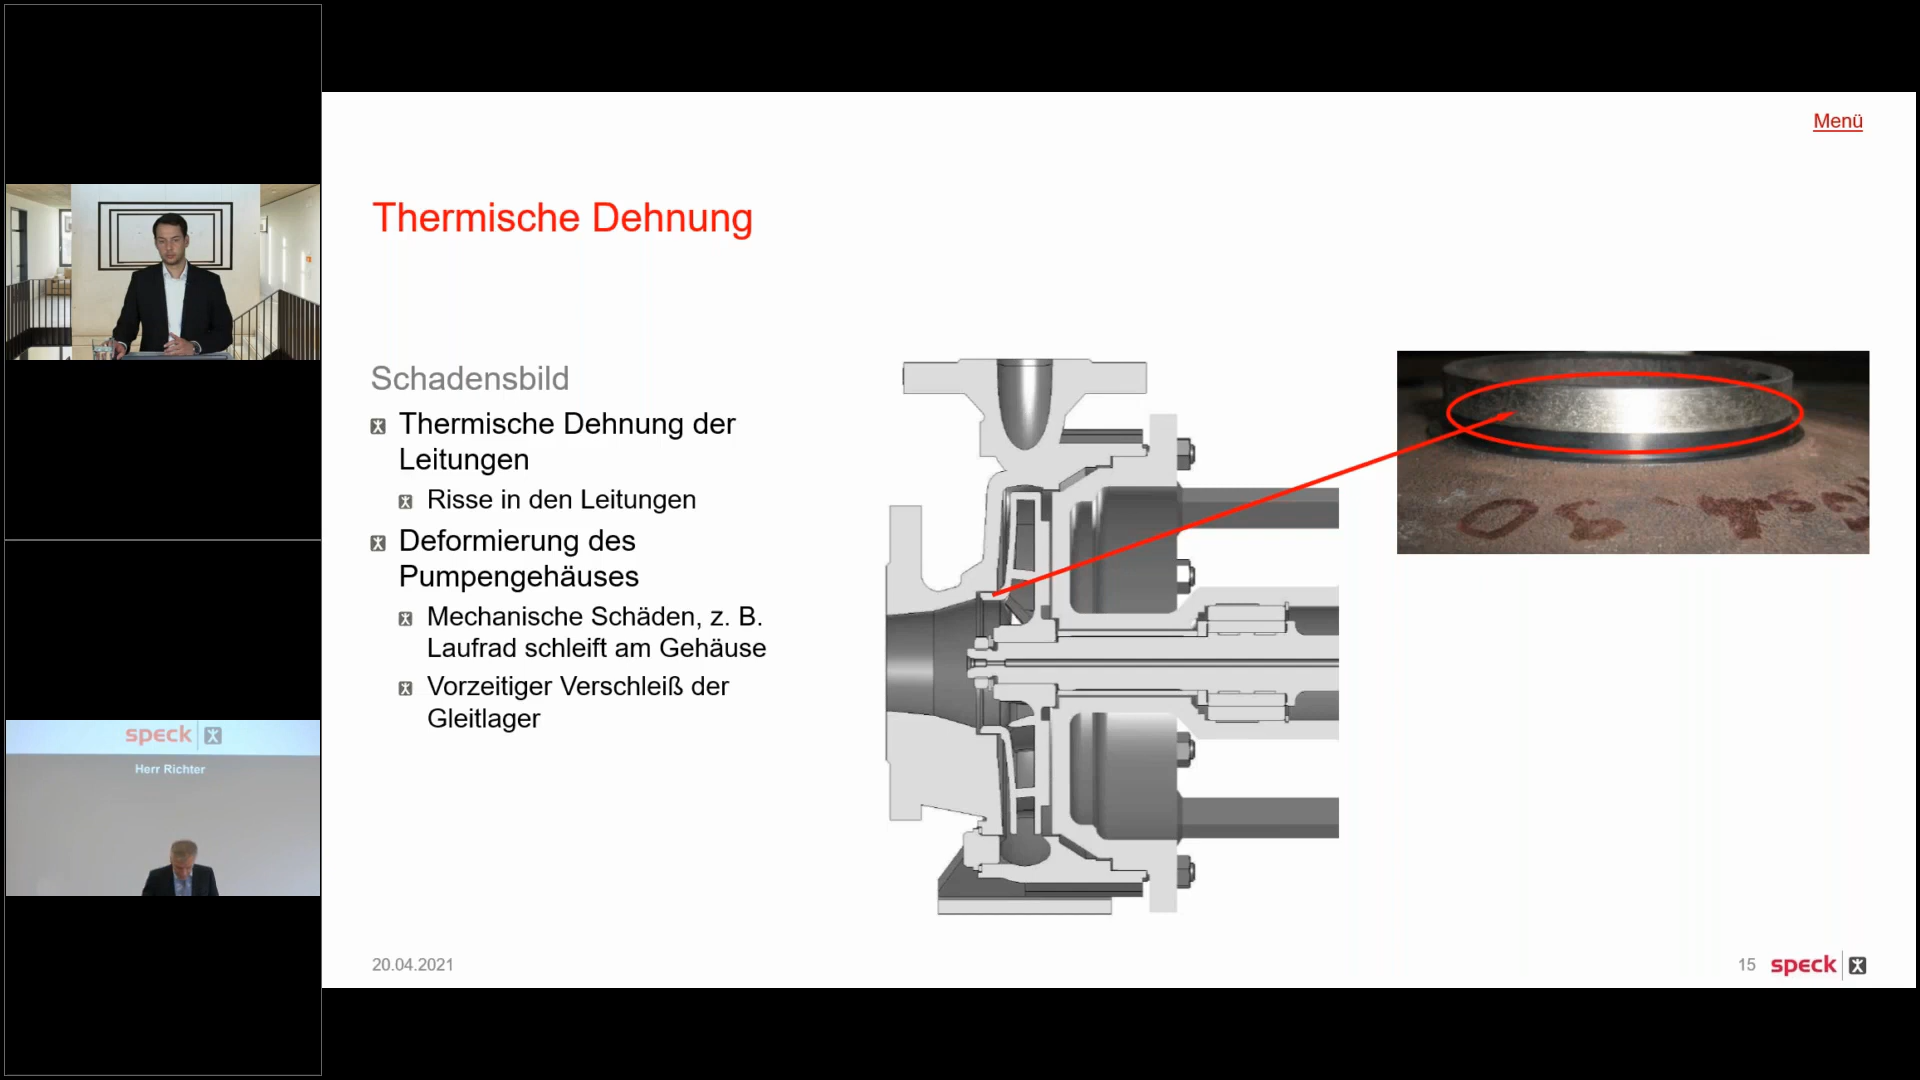 Menü
Thermische Dehnung
Schadensbild
Thermische Dehnung der
Leitungen
Risse in den Leitungen
Deformierung des
Pumpengehäuses
Mechanische Schäden, z. B.
Laufrad schleift am Gehäuse
Vorzeitiger Verschleiß der
Gleitlager
20.04.2021
15
speck
speck
Herr Richter